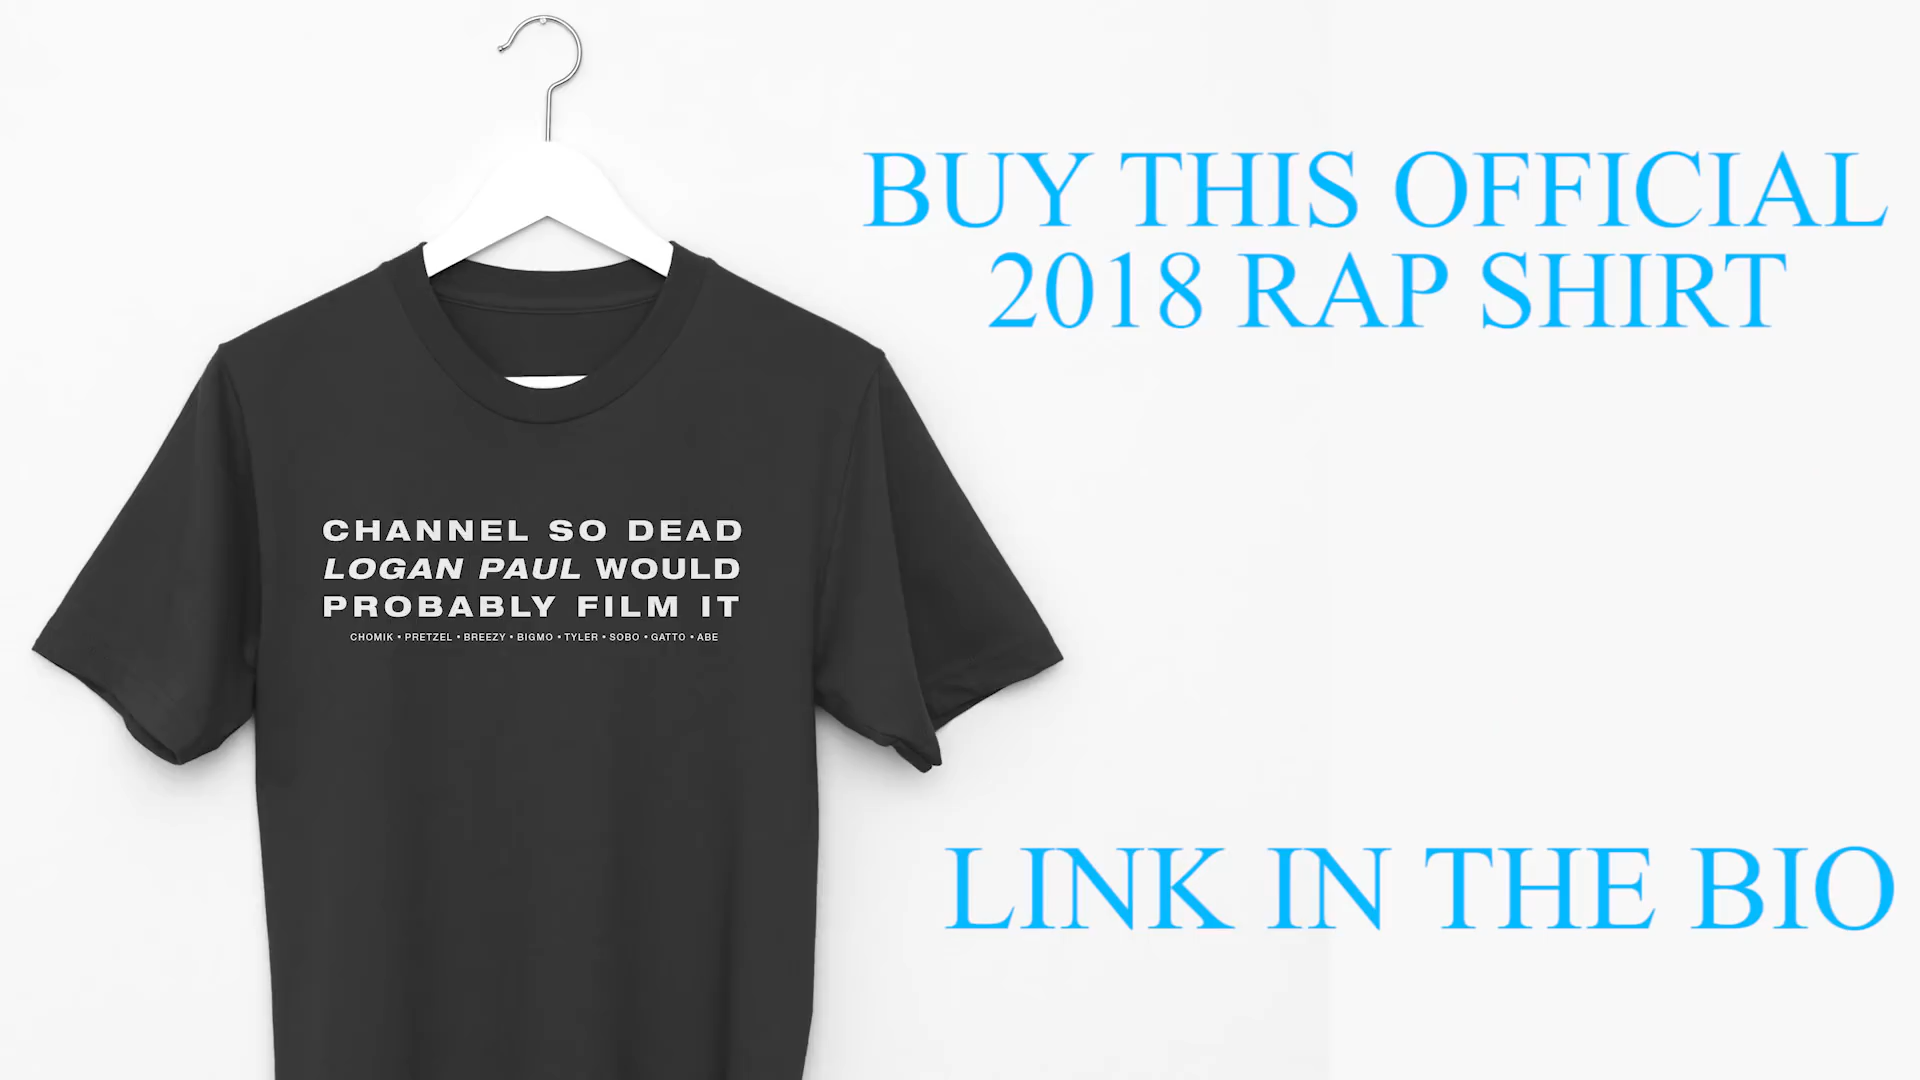 BUY THIS OFFICIAL
2018 RAP SHIRT
CHANNEL SO DEAD
LOGAN PAUL WOULD
PROBABLY FILM IT
CHOMIK • PRETZEL • BREEZY • BIGMO • TYLER • SOBO • GATTO • ABE
LINK IN THE BIO